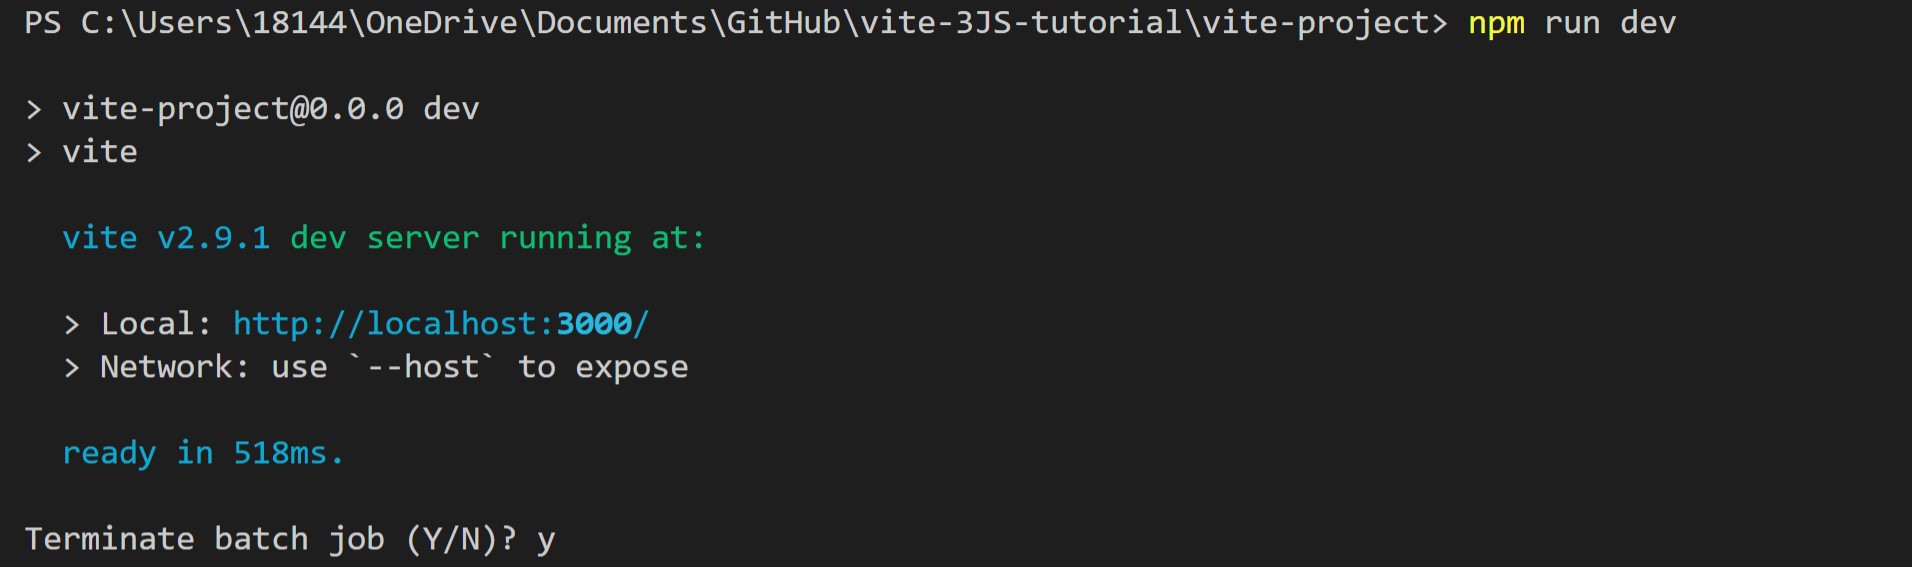 PS C:\Users\18144\OneDrive\Documents\GitHub\vite-3JS-tutorial\vite-project> npm run dev
> vite-project@0.0.0 dev
> vite
vite v2.9.1 dev server running at:
> Local: http://localhost:3000/
> Network: use `--host` to expose
ready in 518ms.
Terminate batch job (Y/N)? y